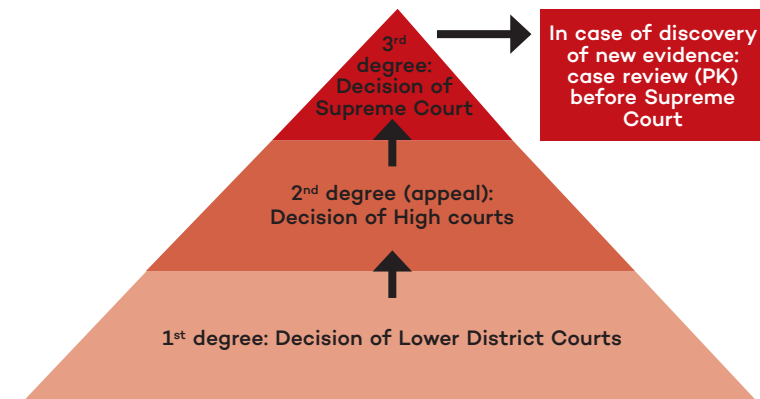 3rd
degree:
Decision of
Supreme Court
In case of discovery
of new evidence:
case review (PK)
before Supreme
Court
2nd degree (appeal):
Decision of High courts
1st degree: Decision of Lower District Courts